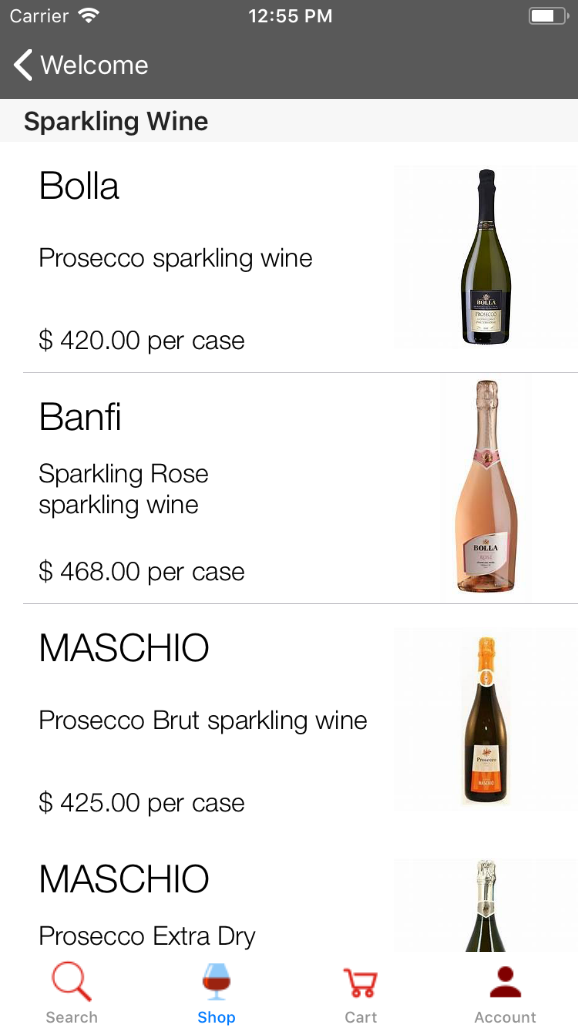 Carrier 12:55 PM
Welcome
Sparkling Wine
Bolla
Prosecco sparkling wine
$ 420.00 per case
BOLLA
PROSECCO
Banfi
Sparkling Rose
sparkling wine
$ 468.00 per case
BOLLA
MASCHIO
Prosecco Brut sparkling wine
$ 425.00 per case
Prosecco
MASCHIO
MASCHIO
Prosecco Extra Dry
Search Shop Cart Account